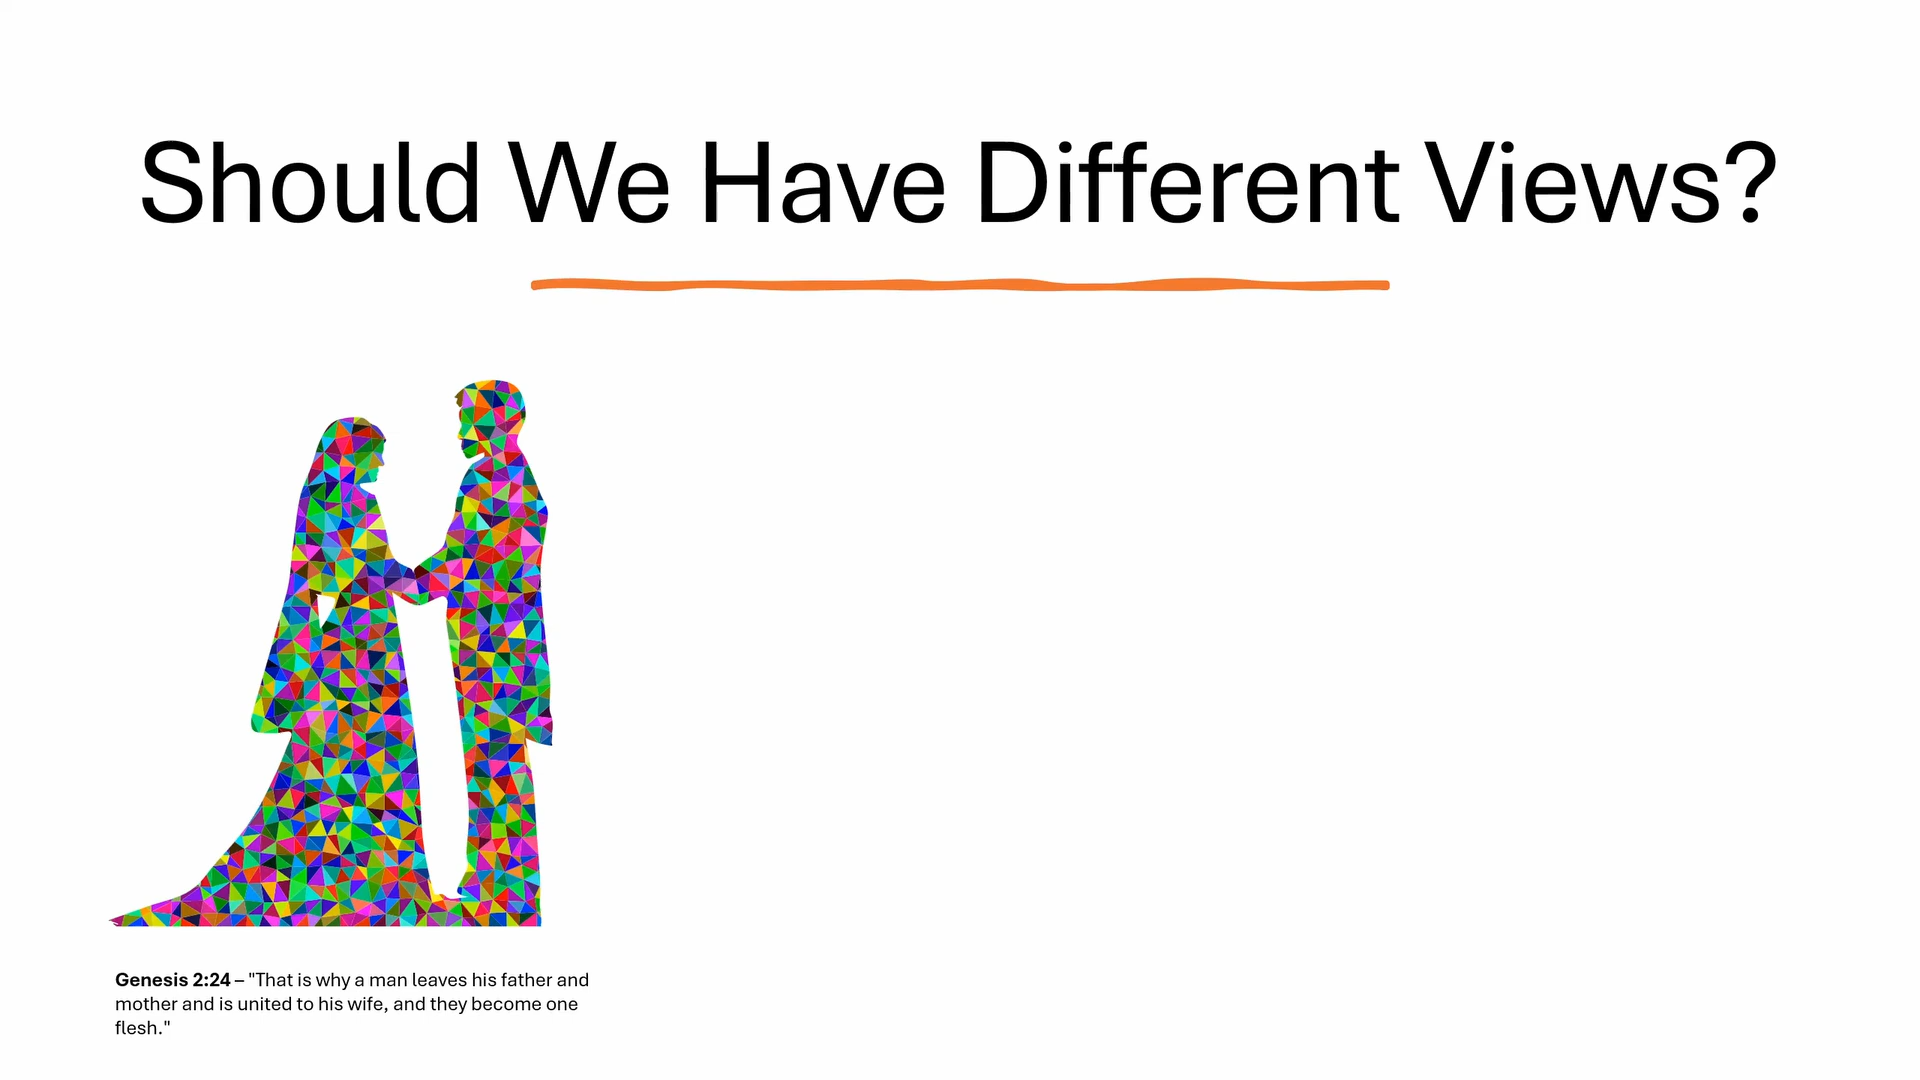 Should We Have Different Views?
Genesis 2:24 – "That is why a man leaves his father and
mother and is united to his wife, and they become one
flesh."